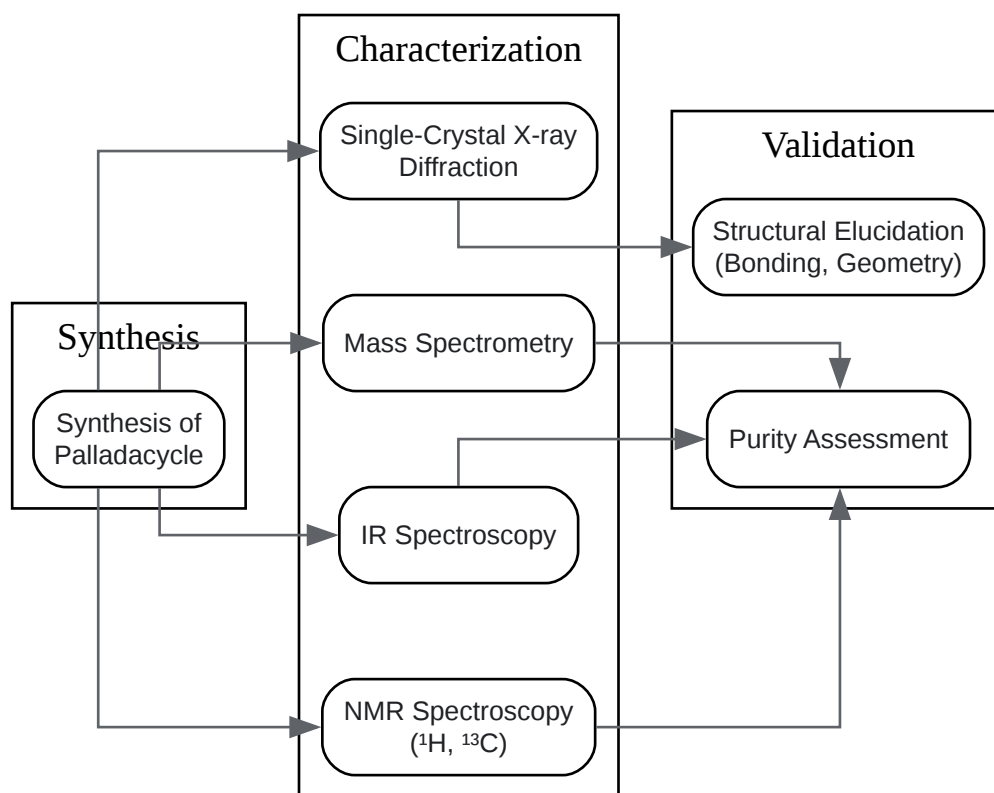 Characterization
Single-Crystal X-ray
Diffraction
Validation
Structural Elucidation
(Bonding, Geometry)
Synthesis
Mass Spectrometry
Synthesis of
Palladacycle
Purity Assessment
IR Spectroscopy
NMR Spectroscopy
(¹H, ¹³C)